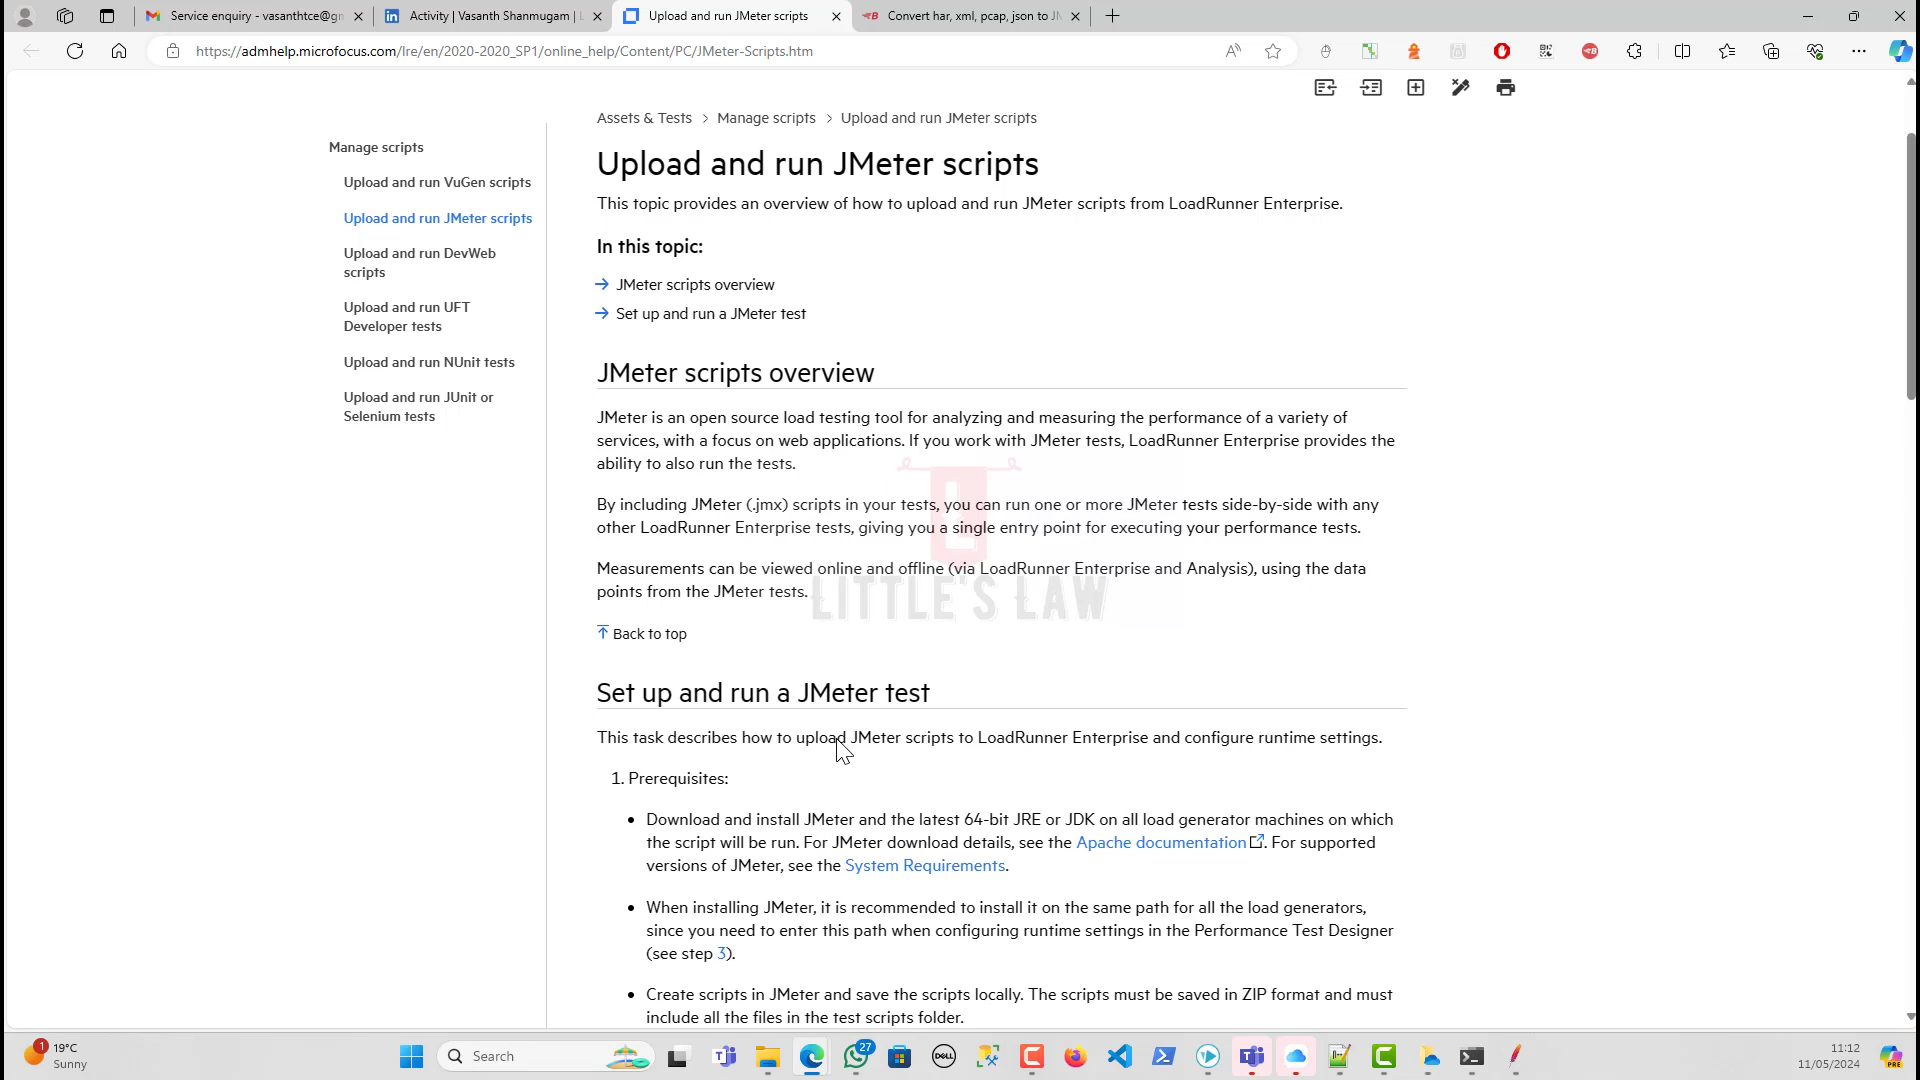 Service enquiry - vasanthtce@gn
Activity | Vasanth Shanmugam | L
Upload and run JMeter scripts
Convert har, xml, pcap, json to JM
https://admhelp.microfocus.com/lre/en/2020-2020_SP1/online_help/Content/PC/JMeter-Scripts.htm
Assets & Tests > Manage scripts > Upload and run JMeter scripts
Manage scripts
Upload and run VuGen scripts
Upload and run JMeter scripts
Upload and run DevWeb
scripts
Upload and run UFT
Developer tests
Upload and run NUnit tests
Upload and run JUnit or
Selenium tests
Upload and run JMeter scripts
This topic provides an overview of how to upload and run JMeter scripts from LoadRunner Enterprise.
In this topic:
JMeter scripts overview
Set up and run a JMeter test
JMeter scripts overview
JMeter is an open source load testing tool for analyzing and measuring the performance of a variety of
services, with a focus on web applications. If you work with JMeter tests, LoadRunner Enterprise provides the
ability to also run the tests.
By including JMeter (.jmx) scripts in your tests, you can run one or more JMeter tests side-by-side with any
other LoadRunner Enterprise tests, giving you a single entry point for executing your performance tests.
Measurements can be viewed online and offline (via LoadRunner Enterprise and Analysis), using the data
points from the JMeter tests.
L
LITTLE'S LAW
Back to top
Set up and run a JMeter test
This task describes how to upload JMeter scripts to LoadRunner Enterprise and configure runtime settings.
1. Prerequisites:
• Download and install JMeter and the latest 64-bit JRE or JDK on all load generator machines on which
the script will be run. For JMeter download details, see the Apache documentation. For supported
versions of JMeter, see the System Requirements.
• When installing JMeter, it is recommended to install it on the same path for all the load generators,
since you need to enter this path when configuring runtime settings in the Performance Test Designer
(see step 3).
• Create scripts in JMeter and save the scripts locally. The scripts must be saved in ZIP format and must
include all the files in the test scripts folder.
1
19°C
Sunny
Search
27
DELL
11:12
11/05/2024
PRE